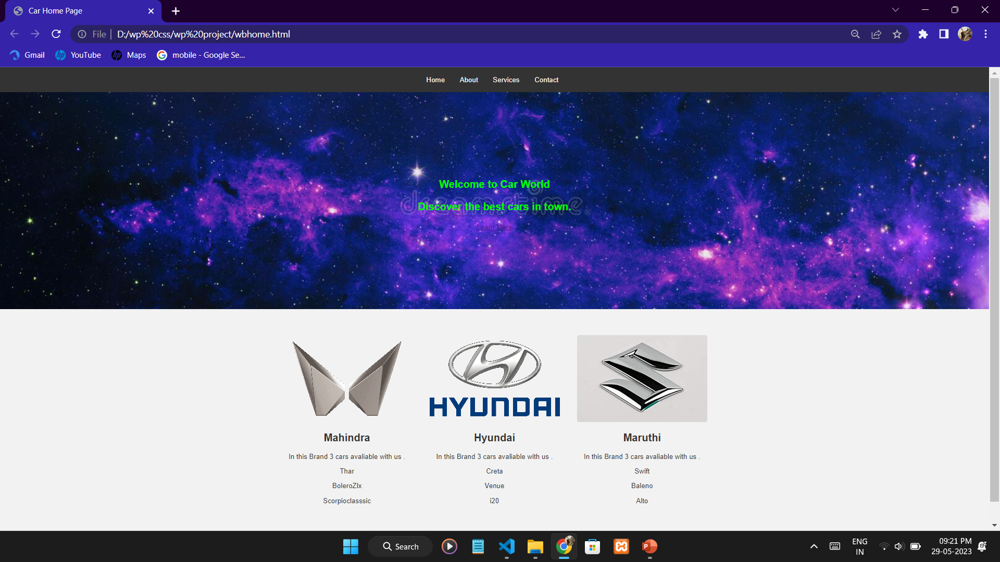 Car Home Page
File
D:/wp%20css/wp%20project/wbhome.html
Gmail
YouTube
Maps
mobile - Google Se...
Home
About
Services
Contact
Welcome to Car World
dreamstime
Discover the best cars in town.
Learn More
HYUNDAI
Mahindra
Hyundai
Maruthi
In this Brand 3 cars avaliable with us .
In this Brand 3 cars avaliable with us .
In this Brand 3 cars avaliable with us .
Thar
Creta
Swift
BoleroZlx
Venue
Baleno
Scorpioclasssic
i20
Alto
Search
ENG
IN
09:21 PM
29-05-2023